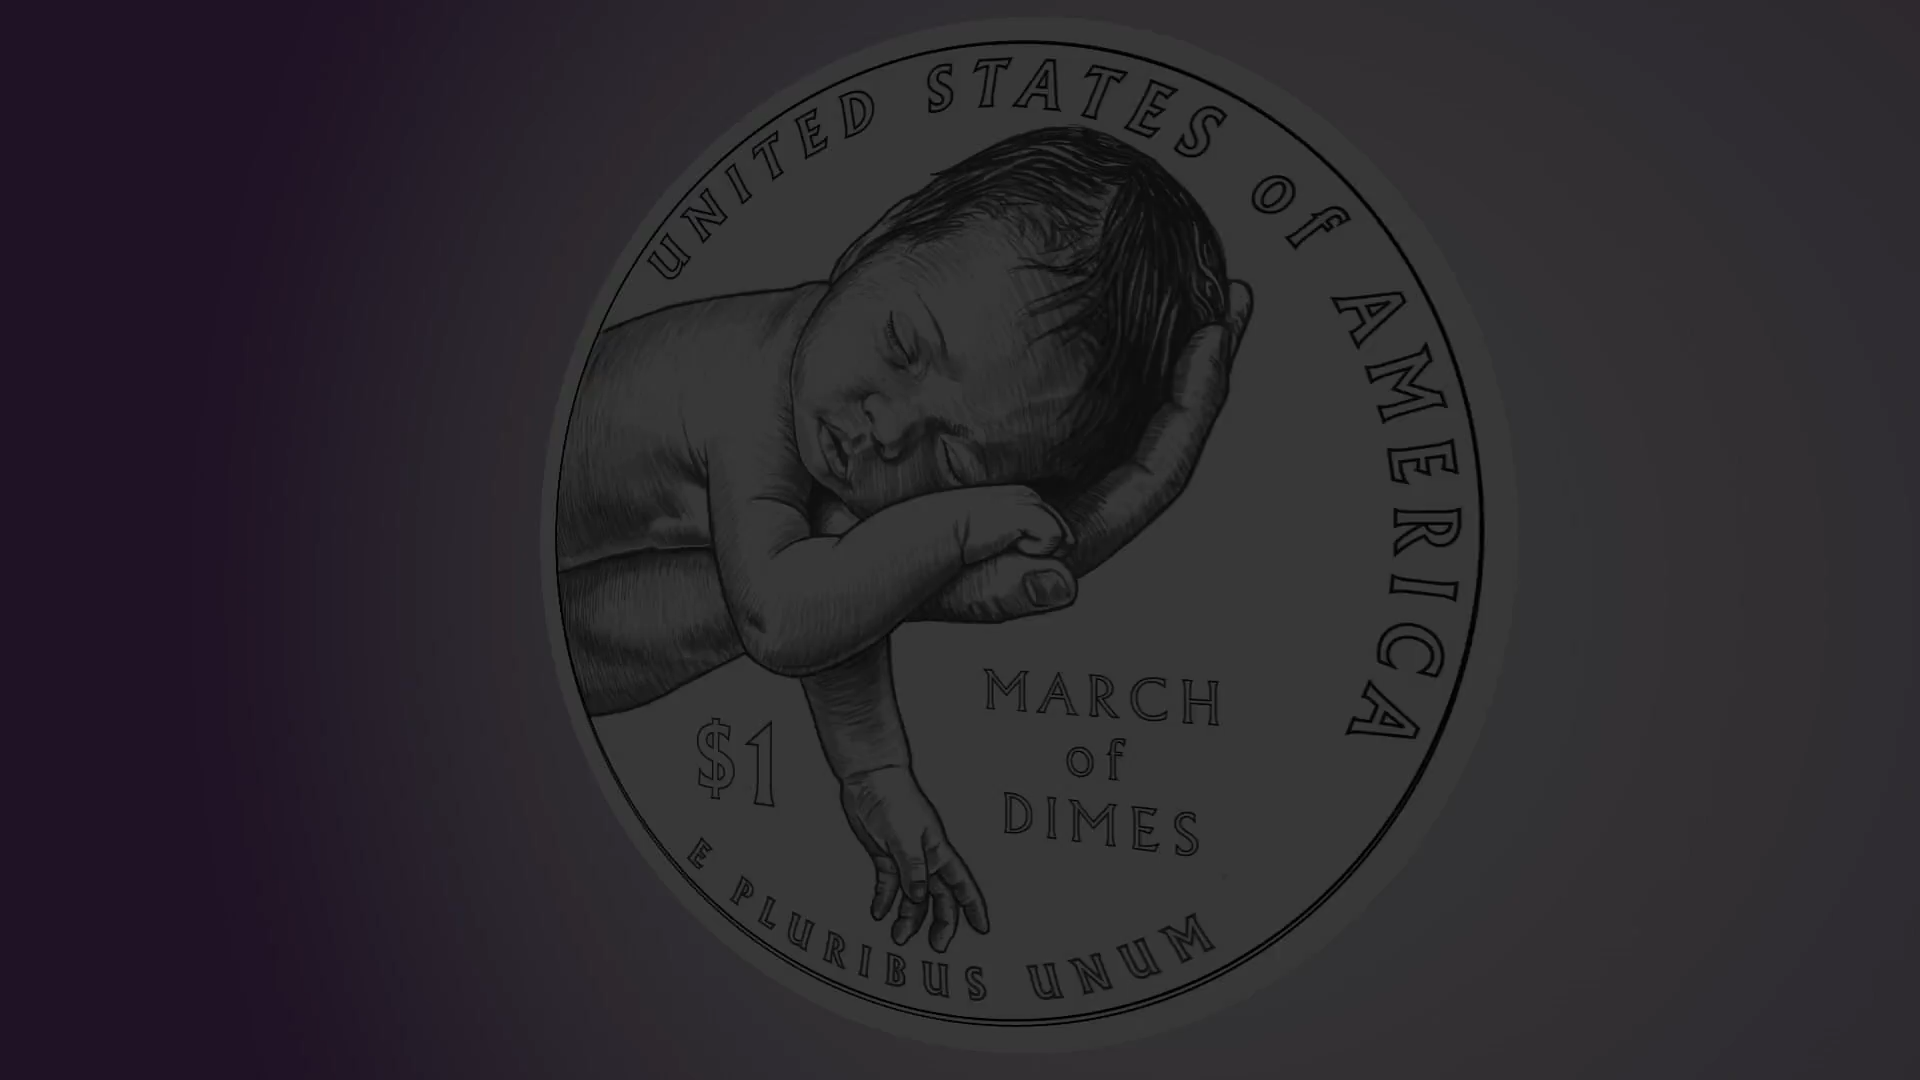 UNITED STATES of AMERICA
$1
MARCH
of
DIMES
E PLURIBUS UNUM